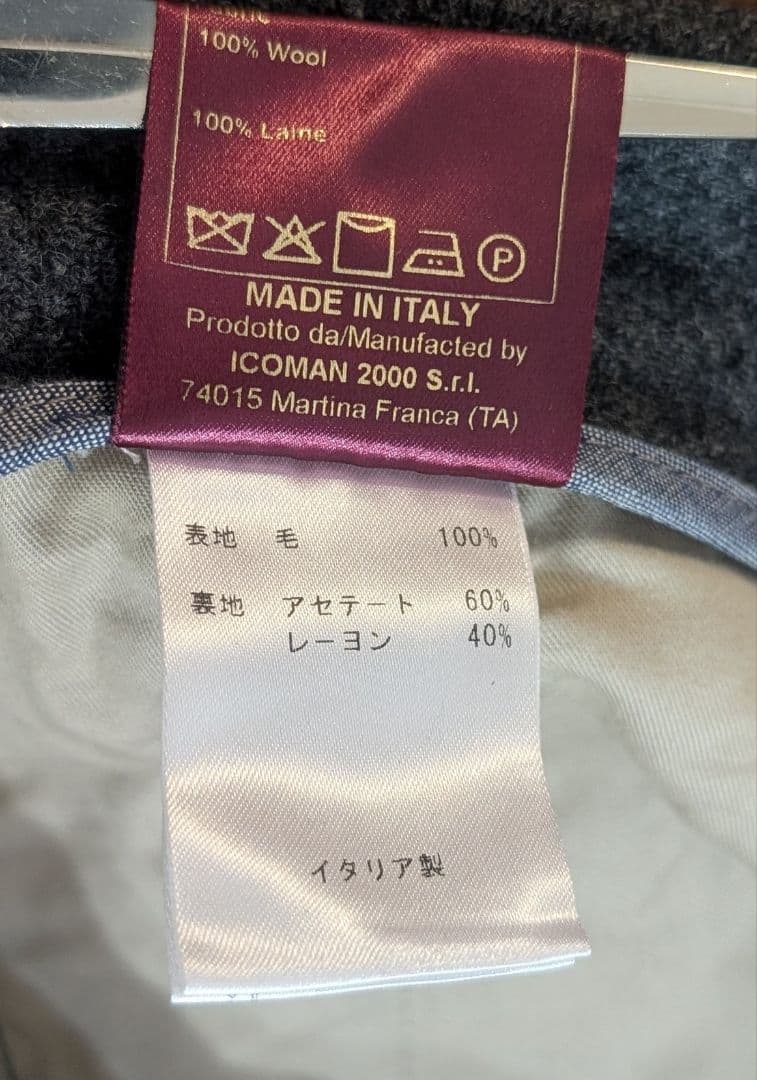 100% Wool
100% Laine
P
MADE IN ITALY
Prodotto da/Manufacted by
ICOMAN 2000 S.r.l.
74015 Martina Franca (TA)
表地 毛 100%
裏地 アセテート 60%
レーヨン 40%
イタリア製